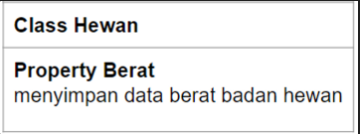 Class Hewan
Property Berat
menyimpan data berat badan hewan